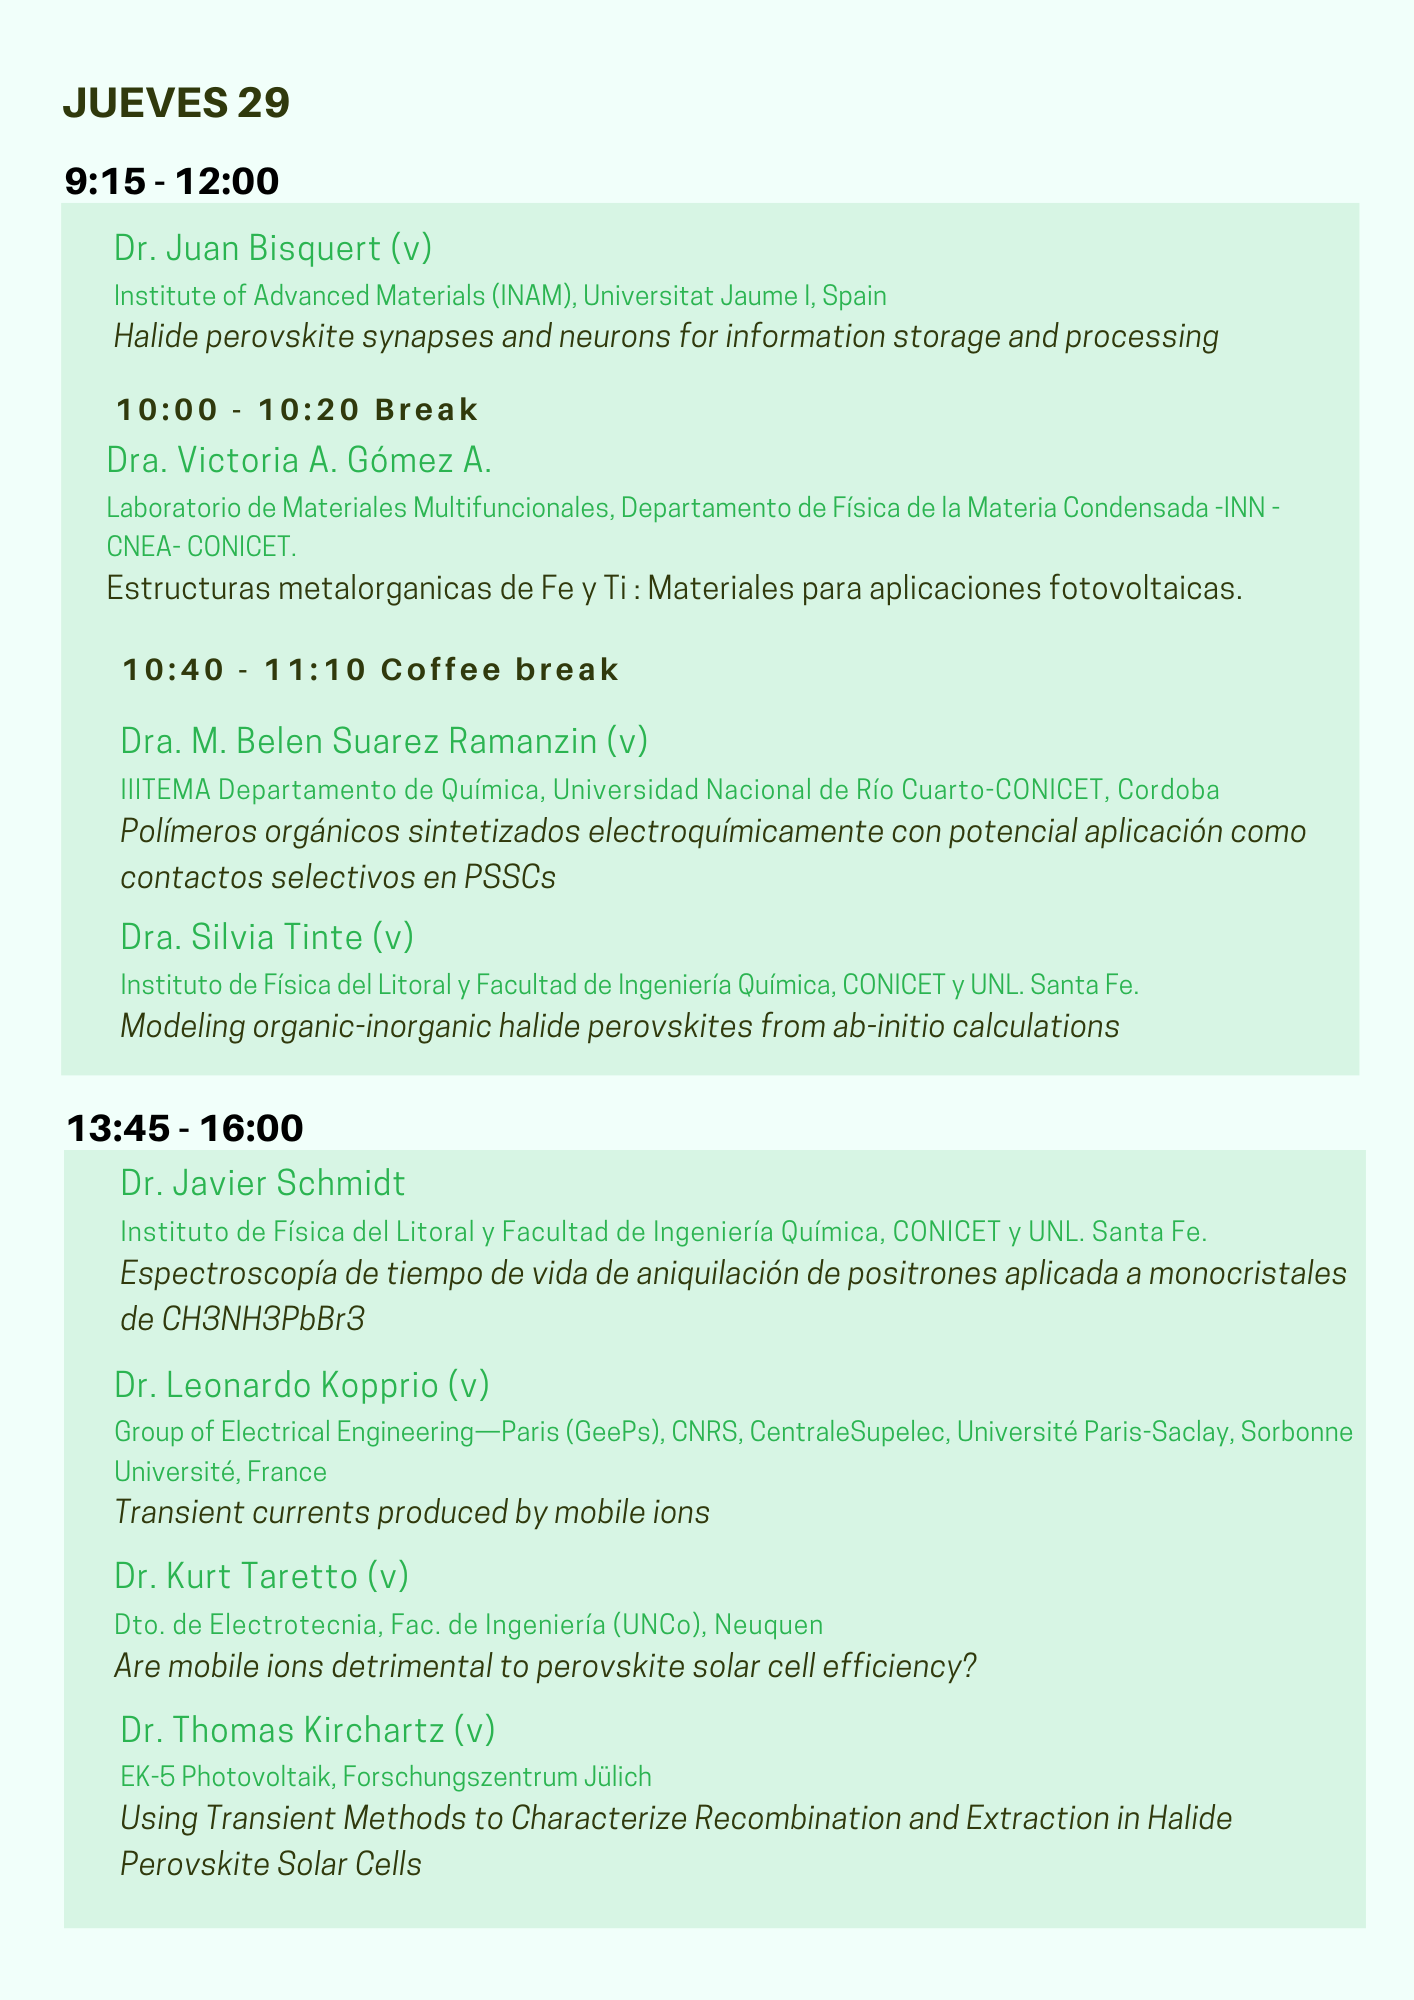 JUEVES 29
9:15 - 12:00
Dr. Juan Bisquert (v)
Institute of Advanced Materials (INAM), Universitat Jaume I, Spain
Halide perovskite synapses and neurons for information storage and processing
10:00 - 10:20 Break
Dra. Victoria A. Gómez A.
Laboratorio de Materiales Multifuncionales, Departamento de Física de la Materia Condensada -INN -
CNEA- CONICET.
Estructuras metalorganicas de Fe y Ti : Materiales para aplicaciones fotovoltaicas.
10:40 - 11:10 Coffee break
Dra. M. Belen Suarez Ramanzin (v)
IIITEMA Departamento de Química, Universidad Nacional de Río Cuarto-CONICET, Cordoba
Polímeros orgánicos sintetizados electroquímicamente con potencial aplicación como
contactos selectivos en PSSCs
Dra. Silvia Tinte (v)
Instituto de Física del Litoral y Facultad de Ingeniería Química, CONICET y UNL. Santa Fe.
Modeling organic-inorganic halide perovskites from ab-initio calculations
13:45 - 16:00
Dr. Javier Schmidt
Instituto de Física del Litoral y Facultad de Ingeniería Química, CONICET y UNL. Santa Fe.
Espectroscopía de tiempo de vida de aniquilación de positrones aplicada a monocristales
de CH3NH3PbBr3
Dr. Leonardo Kopprio (v)
Group of Electrical Engineering—Paris (GeePs), CNRS, CentraleSupelec, Université Paris-Saclay, Sorbonne
Université, France
Transient currents produced by mobile ions
Dr. Kurt Taretto (v)
Dto. de Electrotecnia, Fac. de Ingeniería (UNCo), Neuquen
Are mobile ions detrimental to perovskite solar cell efficiency?
Dr. Thomas Kirchartz (v)
EK-5 Photovoltaik, Forschungszentrum Jülich
Using Transient Methods to Characterize Recombination and Extraction in Halide
Perovskite Solar Cells